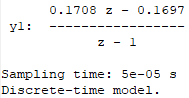 0.1708 z - 0.1697
y1: -----------------
z - 1
Sampling time: 5e-05 s
Discrete-time model.